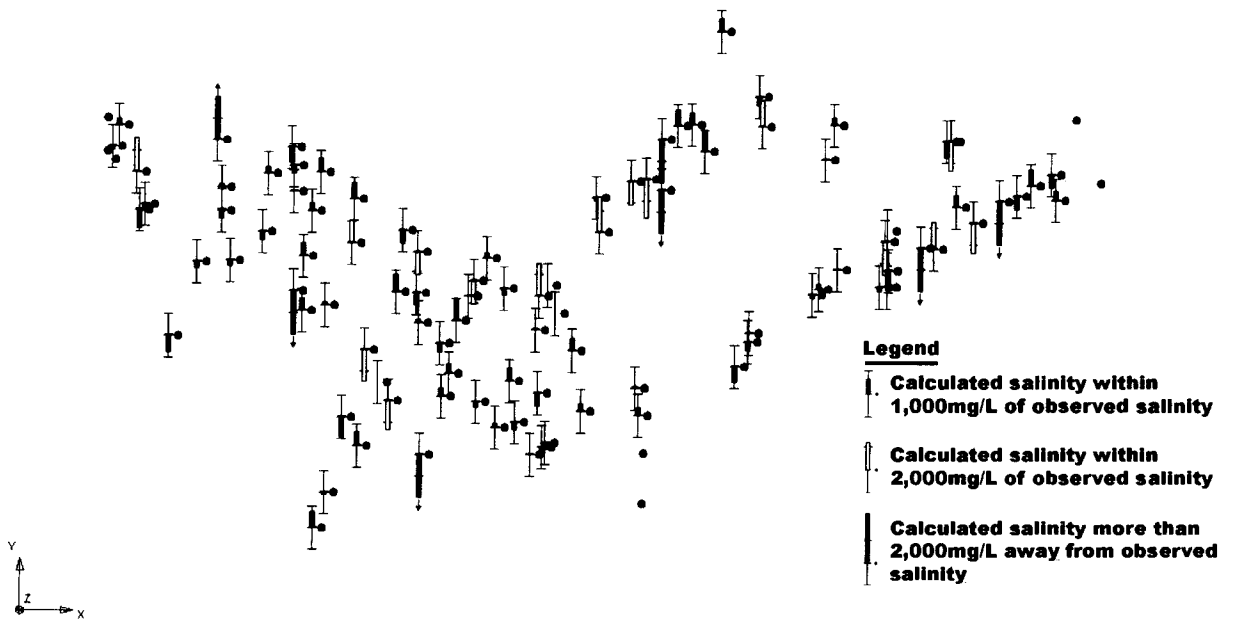 Legend
Calculated salinity within
1,000mg/L of observed salinity
Calculated salinity within
2,000mg/L of observed salinity
Calculated salinity more than
2,000mg/L away from observed
salinity
Y
Z
X